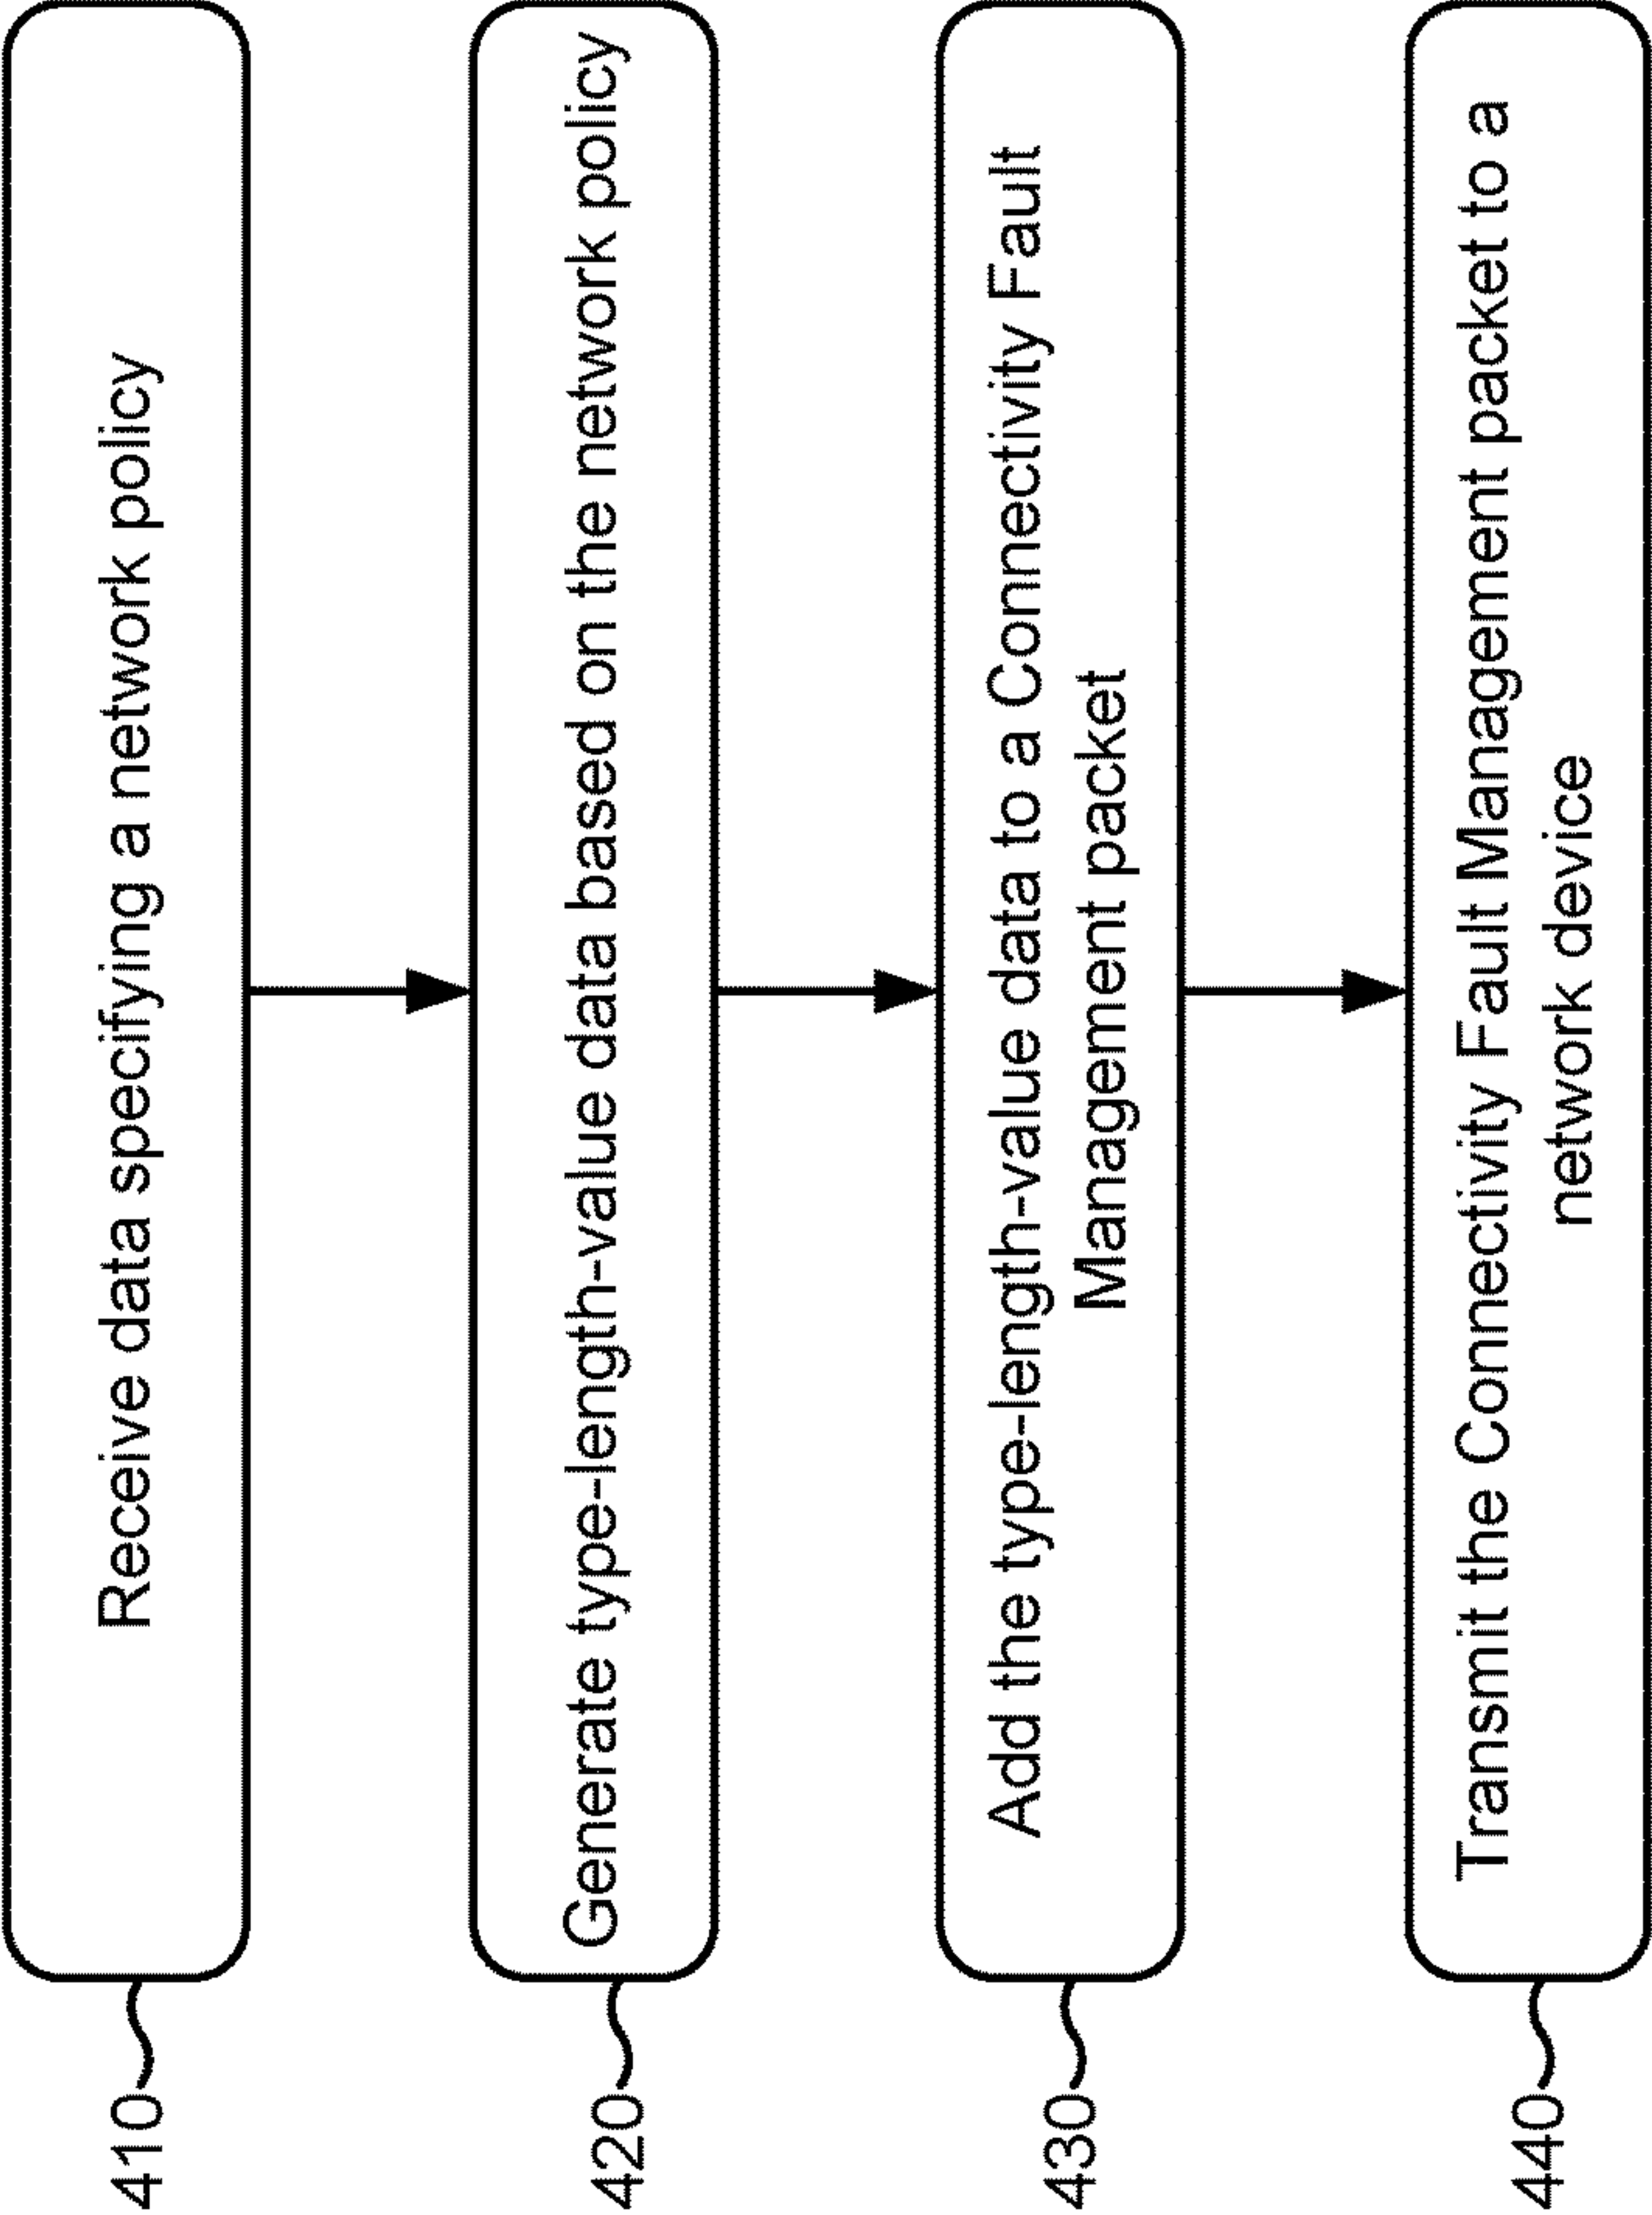 410
Receive data specifying a network policy
420
Generate type-length-value data based on the network policy
430
Add the type-length-value data to a Connectivity Fault
Management packet
440
Transmit the Connectivity Fault Management packet to a
network device